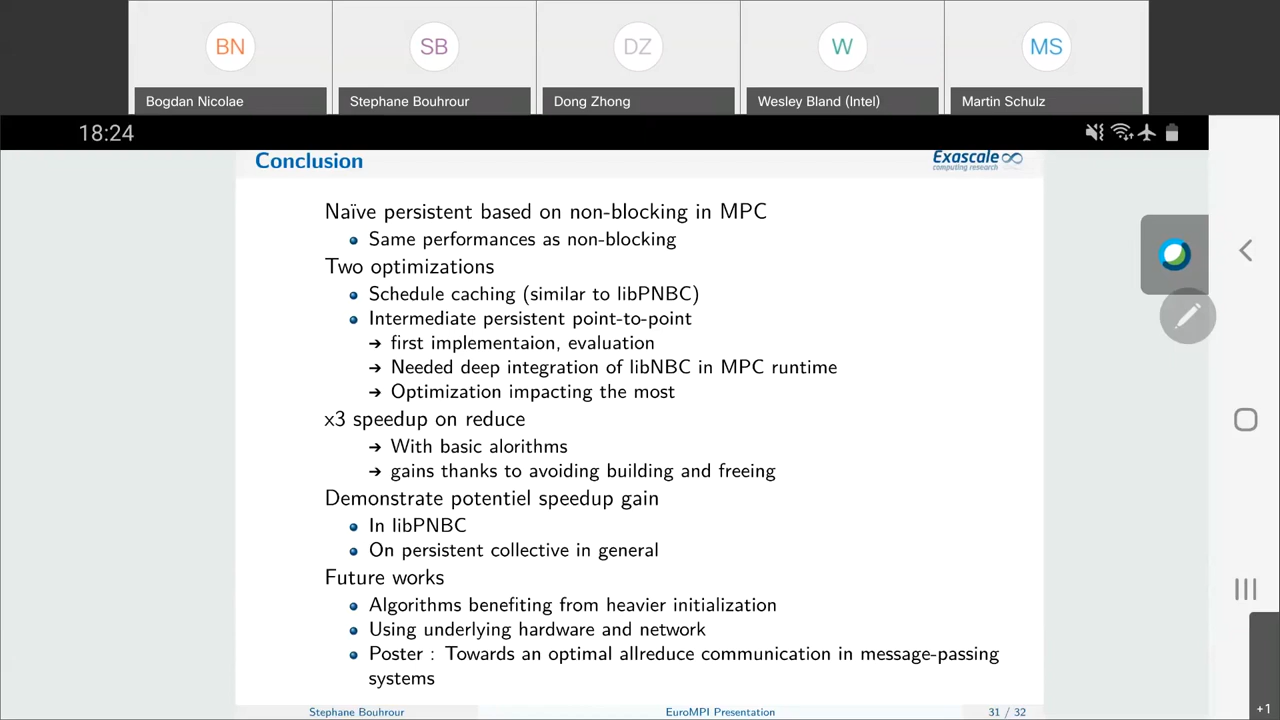 BN
SB
DZ
W
MS
Bogdan Nicolae
Stephane Bouhrour
Dong Zhong
Wesley Bland (Intel)
Martin Schulz
18:24
Conclusion
Exascale
computing research
Naïve persistent based on non-blocking in MPC
Same performances as non-blocking
Two optimizations
Schedule caching (similar to libPNBC)
Intermediate persistent point-to-point
→ first implementaion, evaluation
→ Needed deep integration of libNBC in MPC runtime
→ Optimization impacting the most
x3 speedup on reduce
→ With basic alorithms
→ gains thanks to avoiding building and freeing
Demonstrate potentiel speedup gain
In libPNBC
On persistent collective in general
Future works
Algorithms benefiting from heavier initialization
Using underlying hardware and network
Poster : Towards an optimal allreduce communication in message-passing
systems
Stephane Bouhrour
EuroMPI Presentation
31 / 32
+1